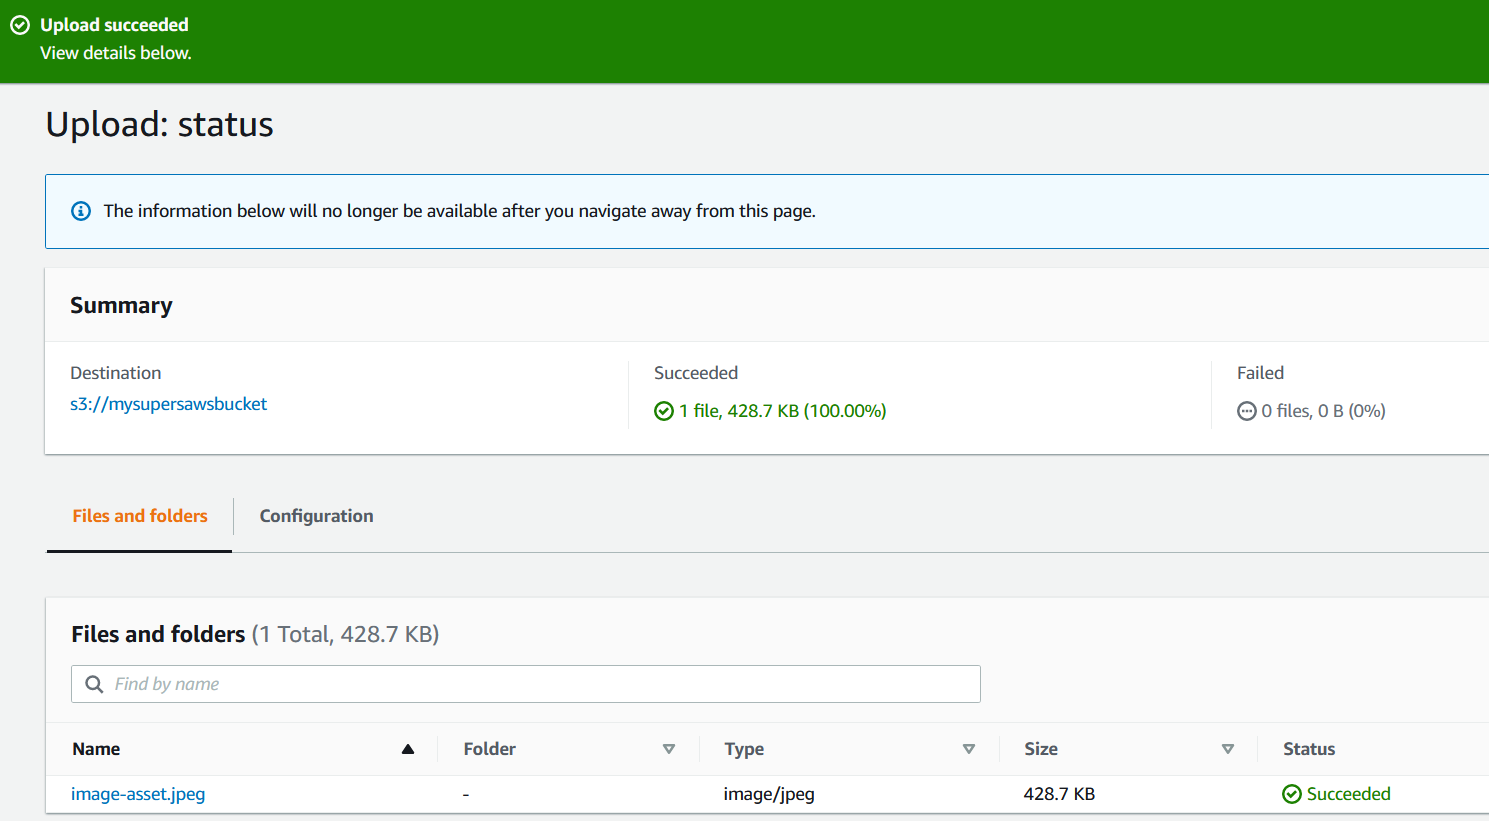 Upload succeeded
View details below.
Upload: status
The information below will no longer be available after you navigate away from this page.
Summary
Destination
s3://mysupersawsbucket
Succeeded
1 file, 428.7 KB (100.00%)
Failed
0 files, 0 B (0%)
Files and folders
Configuration
Files and folders (1 Total, 428.7 KB)
Find by name
Name Folder Type Size Status
image-asset.jpeg - image/jpeg 428.7 KB Succeeded